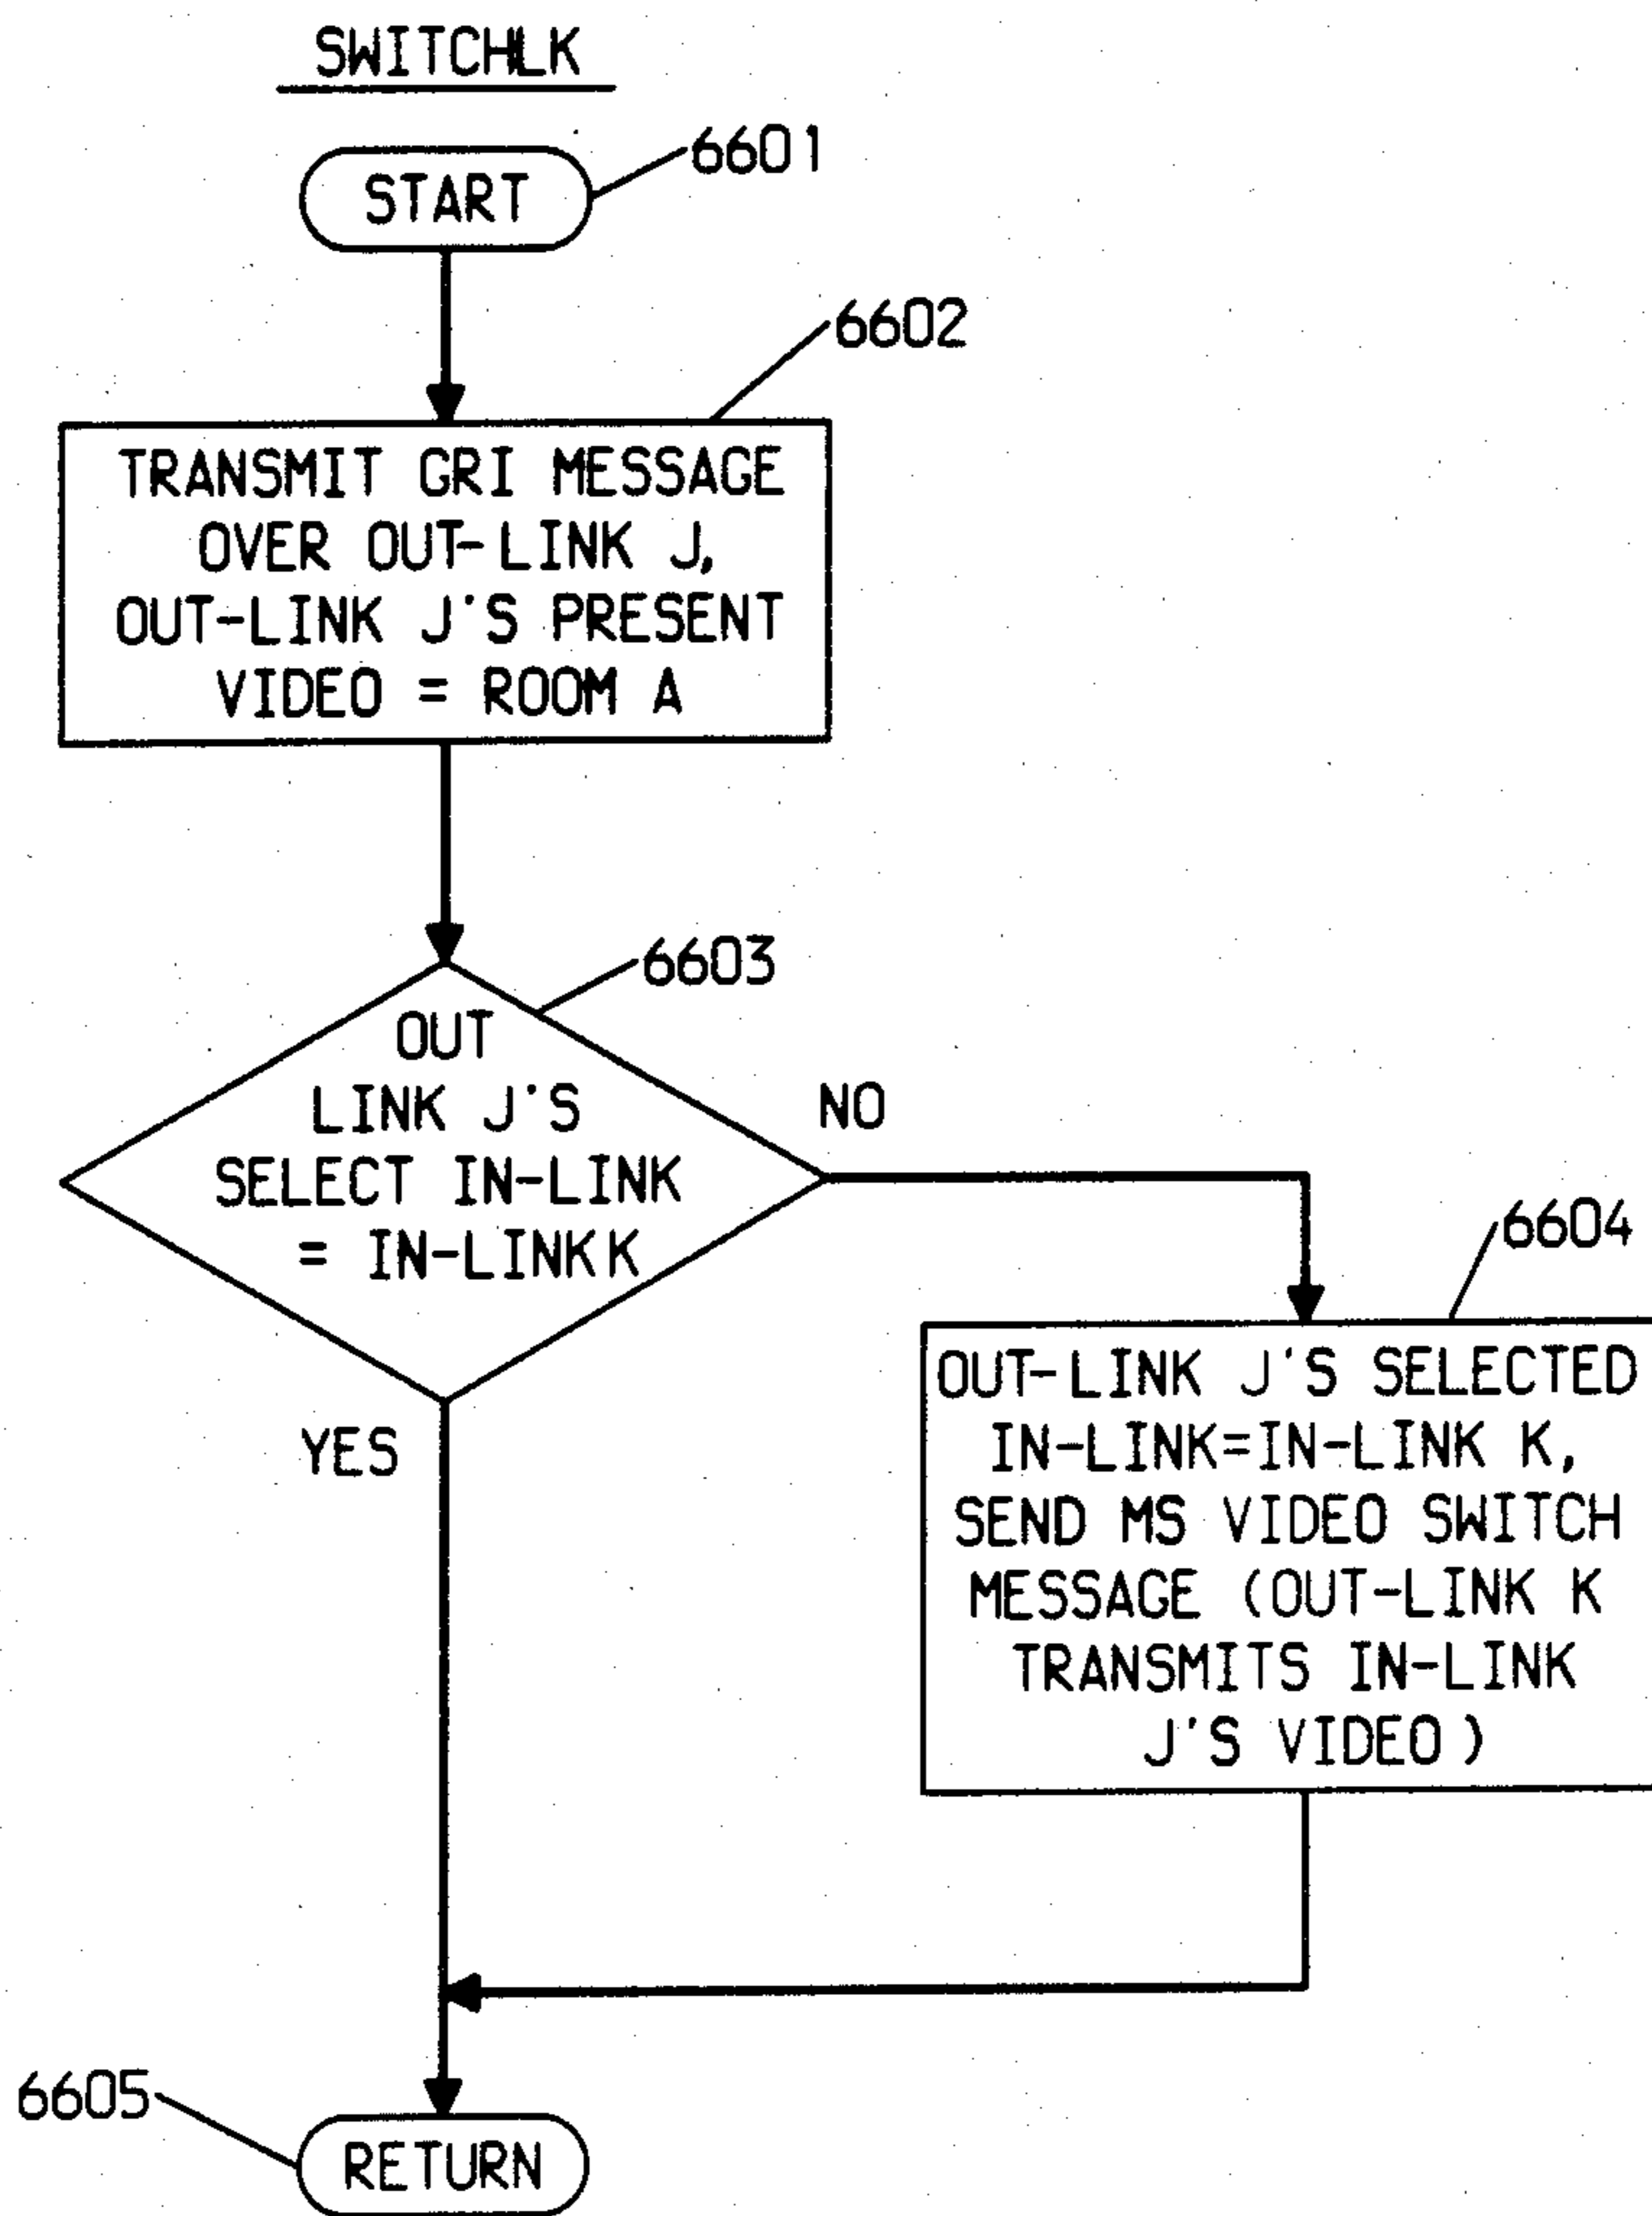 SWITCHLK
6601
START
6602
TRANSMIT GRI MESSAGE
OVER OUT-LINK J,
OUT-LINK J'S PRESENT
VIDEO = ROOM A
6603
OUT
LINK J'S
SELECT IN-LINK
= IN-LINK K
NO
YES
6604
OUT-LINK J'S SELECTED
IN-LINK=IN-LINK K,
SEND MS VIDEO SWITCH
MESSAGE (OUT-LINK K
TRANSMITS IN-LINK
J'S VIDEO)
6605
RETURN